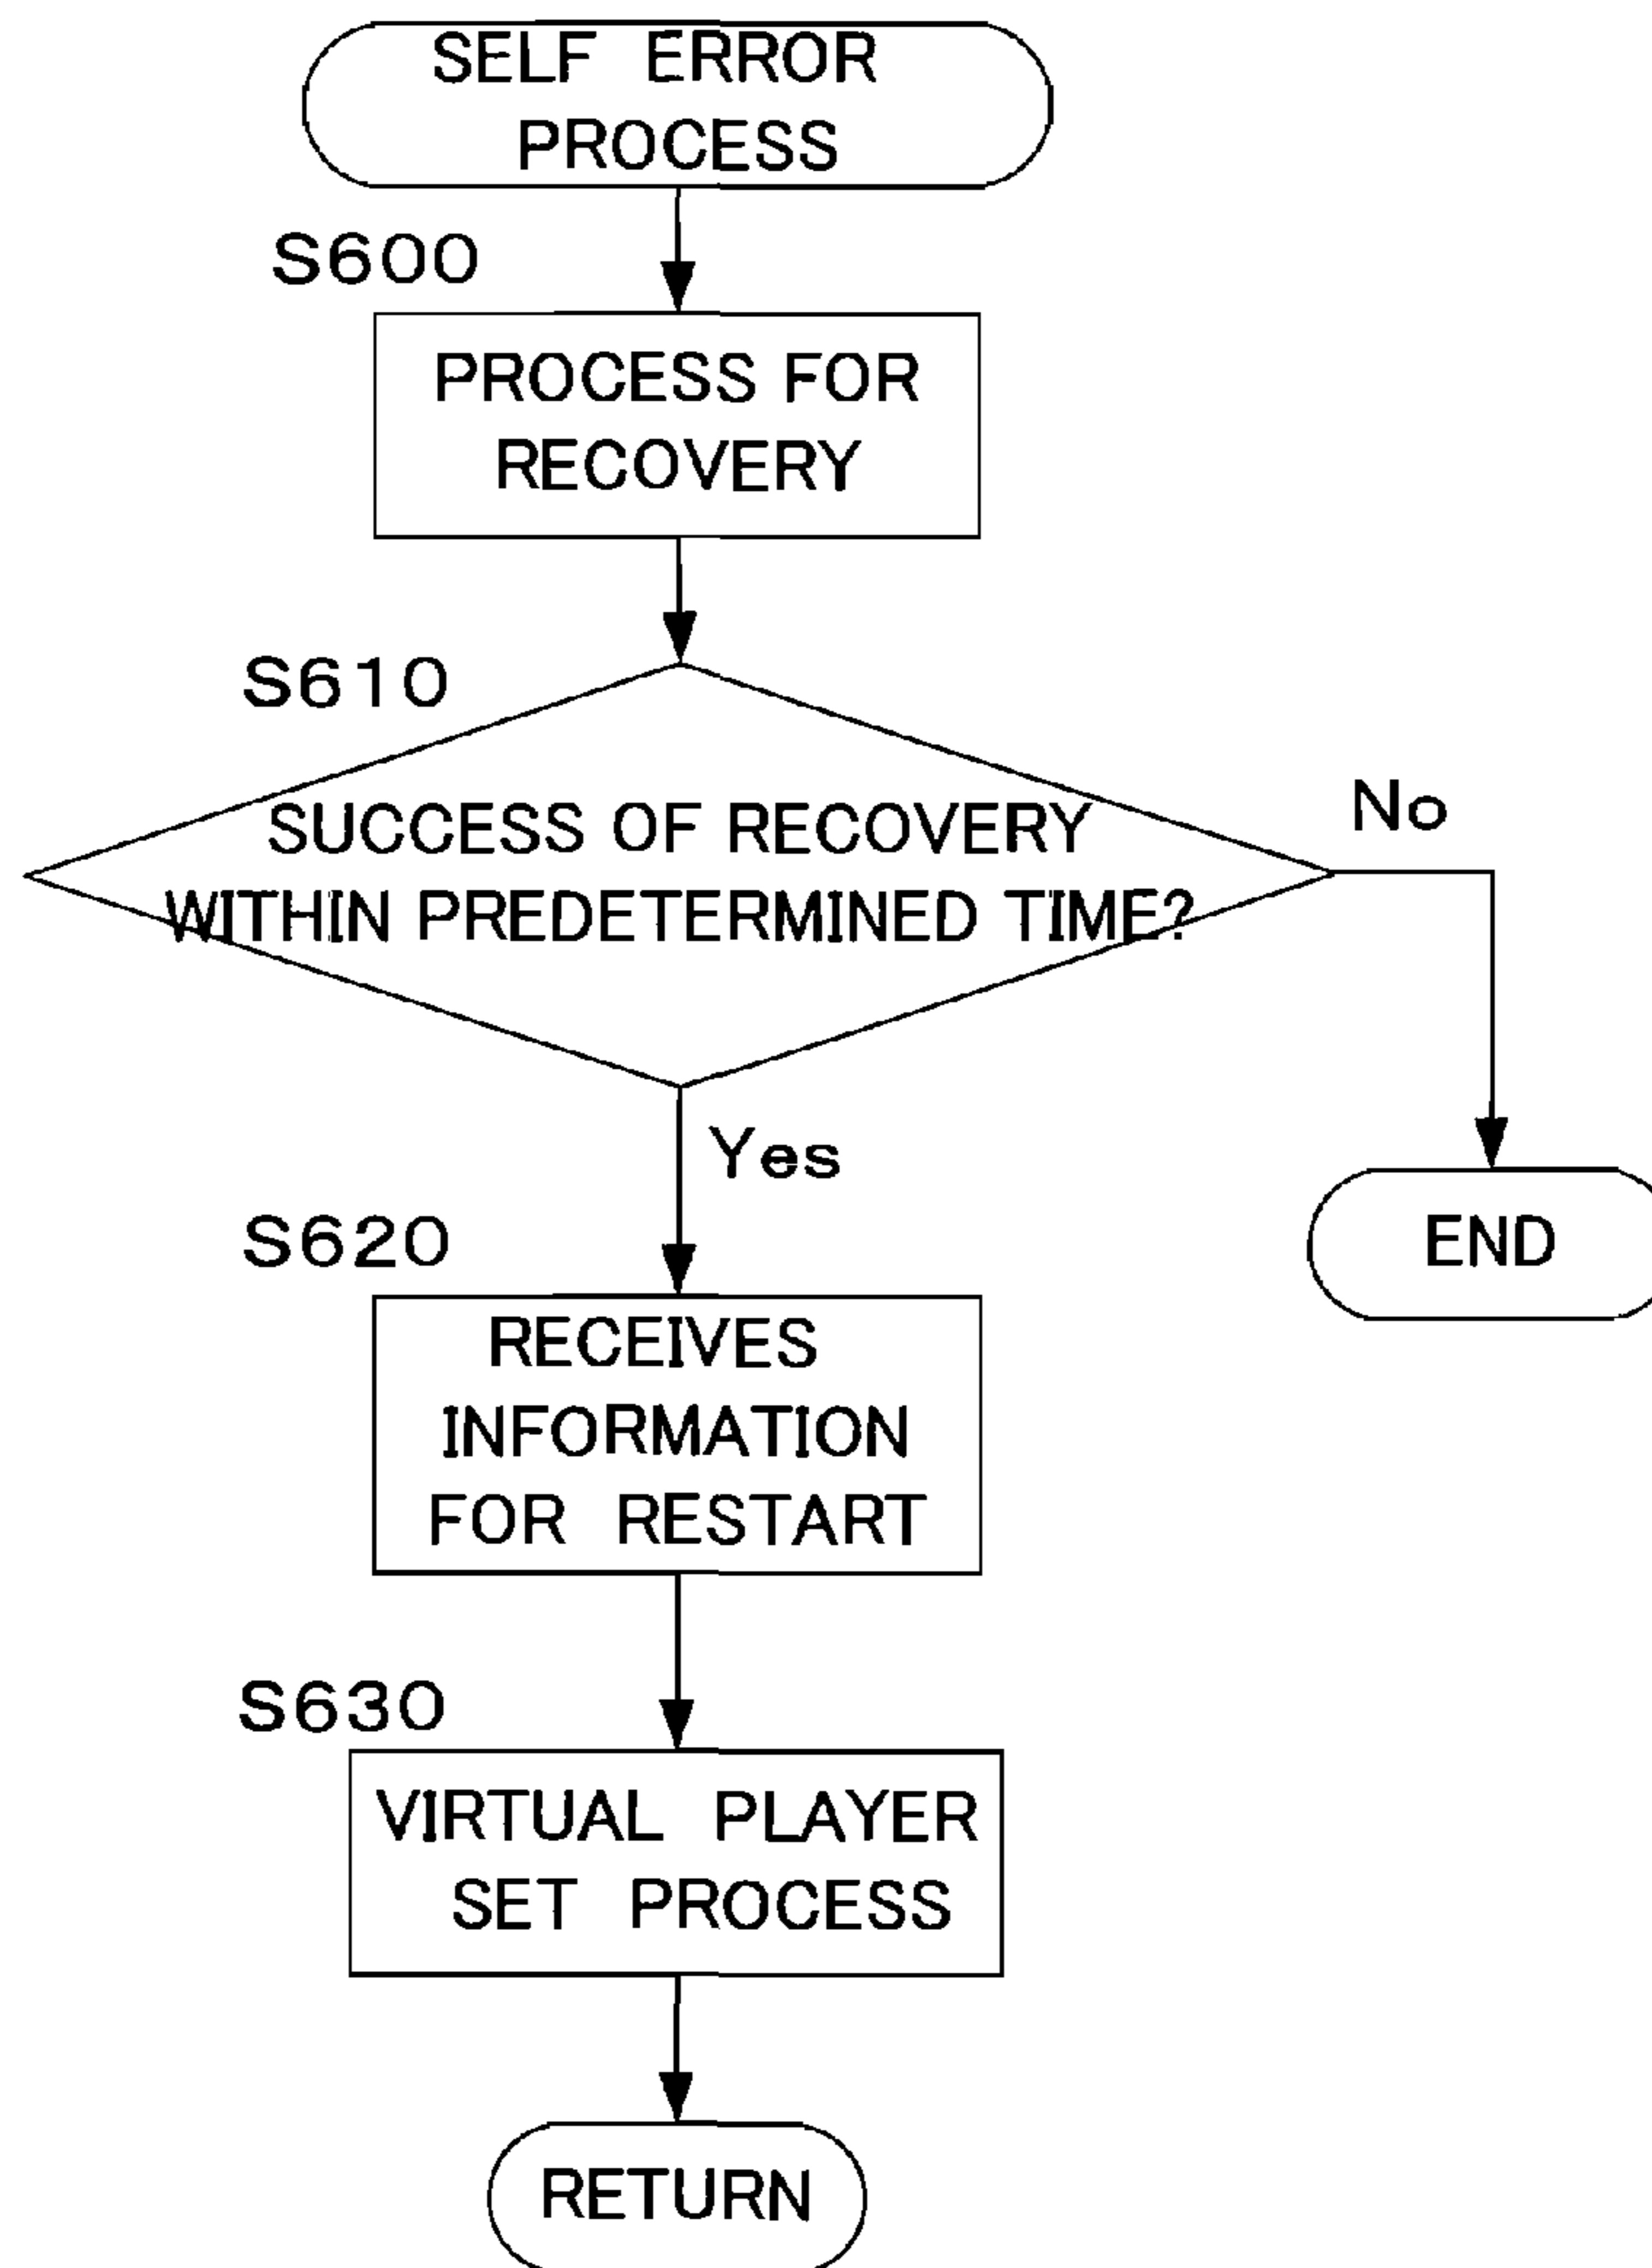 SELF ERROR
PROCESS
S600
PROCESS FOR
RECOVERY
S610
SUCCESS OF RECOVERY
WITHIN PREDETERMINED TIME?
No
Yes
END
S620
RECEIVES
INFORMATION
FOR RESTART
S630
VIRTUAL PLAYER
SET PROCESS
RETURN